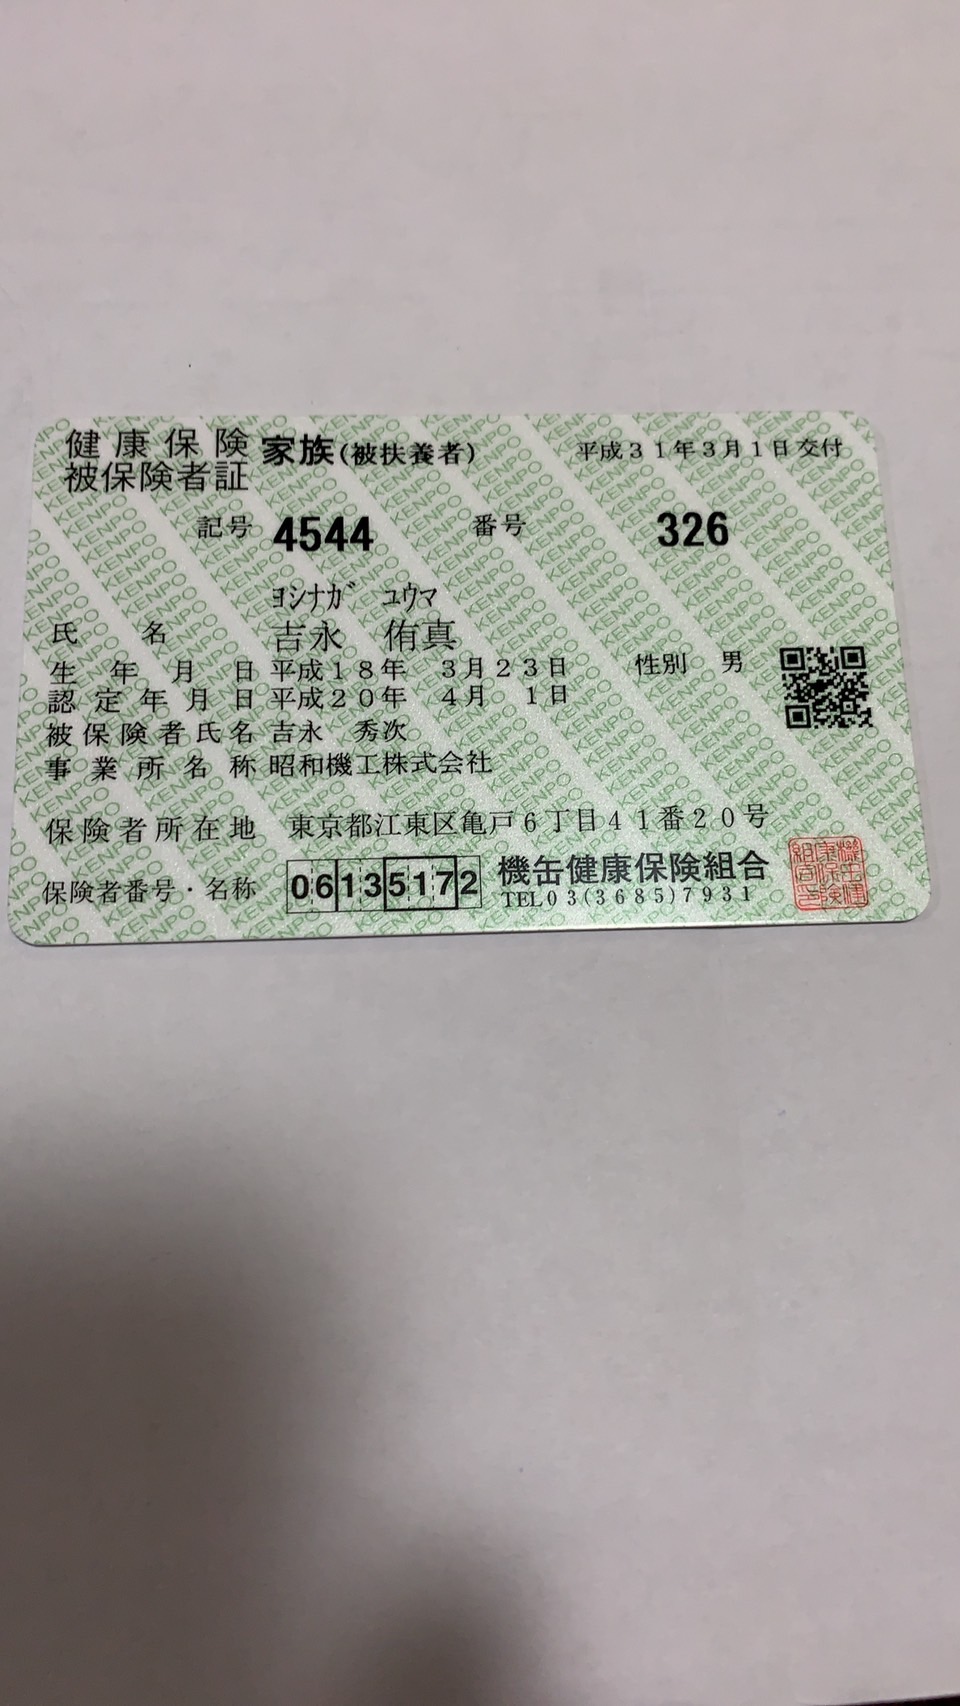 健康保険 家族(被扶養者) 平成31年3月1日交付
被保険者証
記号 4544 番号 326
ﾖｼﾅｶﾞ ﾕｳﾏ
氏名 吉永 侑真
生年月日 平成18年 3月23日 性別 男
認定年月日 平成20年 4月 1日
被保険者氏名 吉永 秀次
事業所名称 昭和機工株式会社
保険者所在地 東京都江東区亀戸6丁目41番20号
保険者番号・名称 06135172 機缶健康保険組合
TEL03(3685)7931